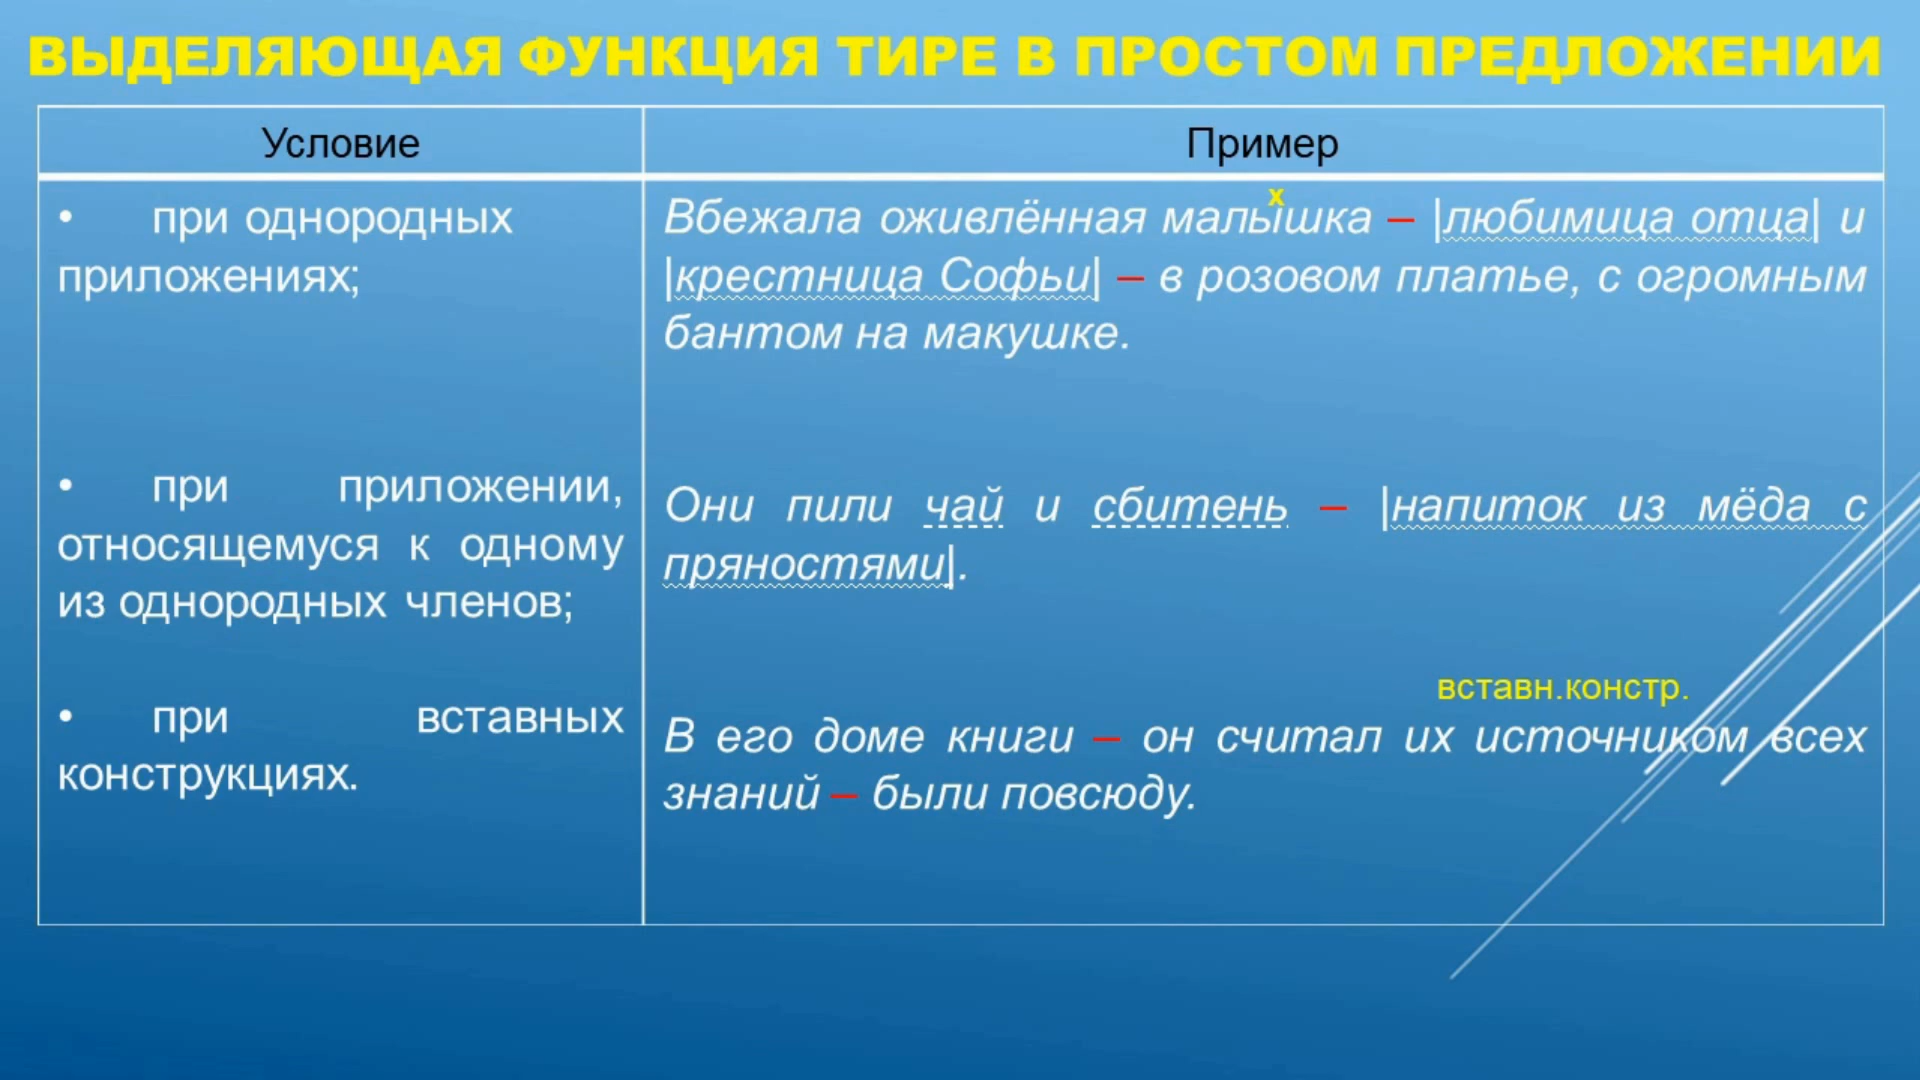 ВЫДЕЛЯЮЩАЯ ФУНКЦИЯ ТИРЕ В ПРОСТОМ ПРЕДЛОЖЕНИИ
Условие
Пример
• при однородных
приложениях;
х
Вбежала оживлённая малышка – |любимица отца| и
|крестница Софьи| – в розовом платье, с огромным
бантом на макушке.
• при приложении,
относящемуся к одному
из однородных членов;
Они пили чай и сбитень – |напиток из мёда с
пряностями|.
• при вставных
конструкциях.
вставн.констр.
В его доме книги – он считал их источником всех
знаний – были повсюду.